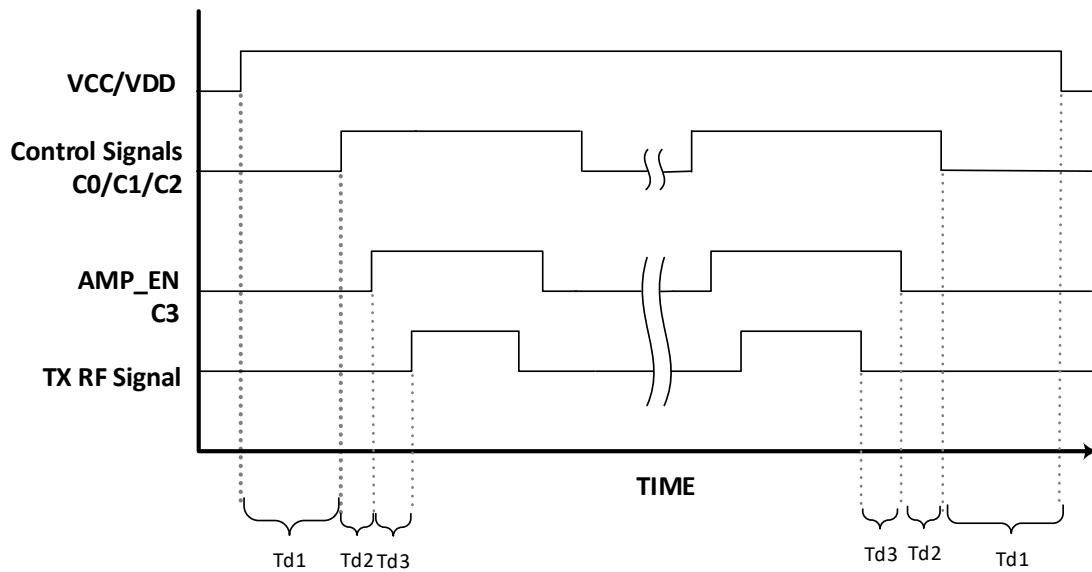 VCC/VDD
Control Signals
C0/C1/C2
AMP_EN
C3
TX RF Signal
TIME
Td1
Td2
Td3
Td3
Td2
Td1